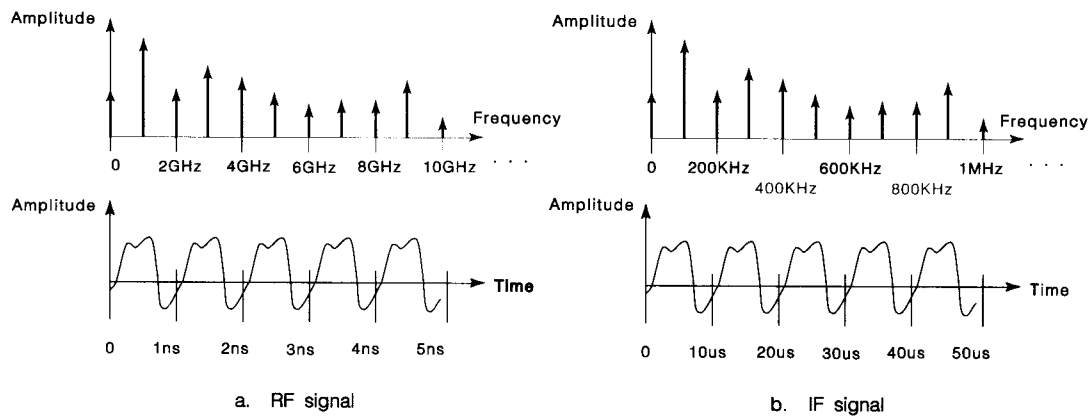 Amplitude
Frequency
0 2GHz 4GHz 6GHz 8GHz 10GHz . . .
Amplitude
Time
0 1ns 2ns 3ns 4ns 5ns
a. RF signal
Amplitude
Frequency
0 200KHz 600KHz 1MHz . . .
400KHz 800KHz
Amplitude
Time
0 10us 20us 30us 40us 50us
b. IF signal